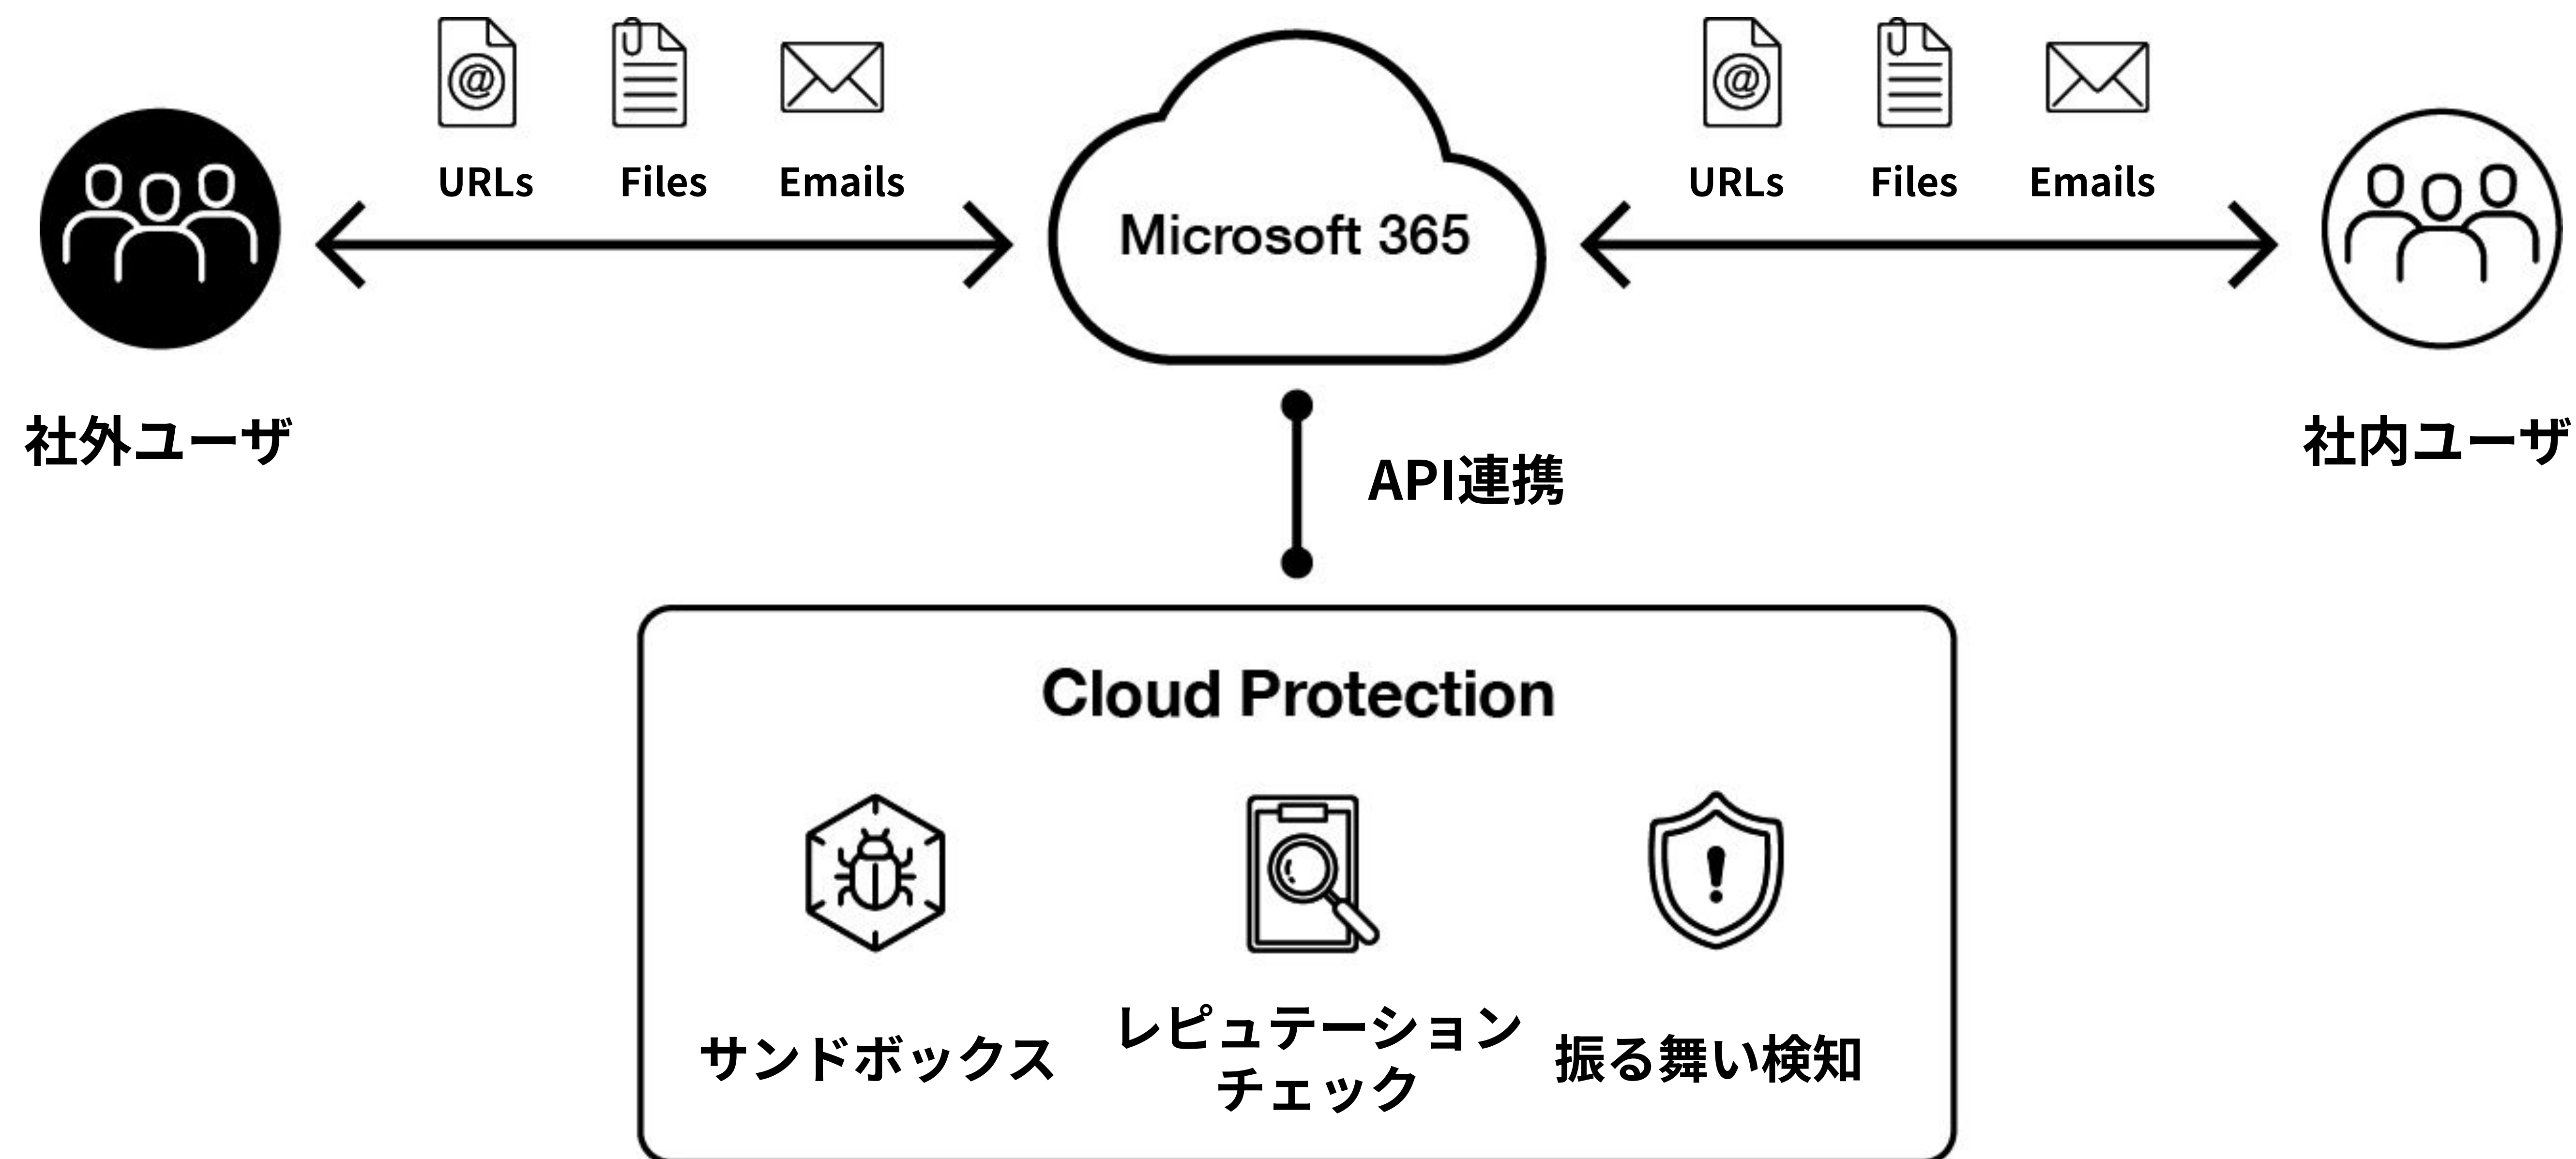 URLs
Files
Emails
URLs
Files
Emails
Microsoft 365
社外ユーザ
社内ユーザ
API連携
Cloud Protection
サンドボックス
レピュテーション
チェック
振る舞い検知